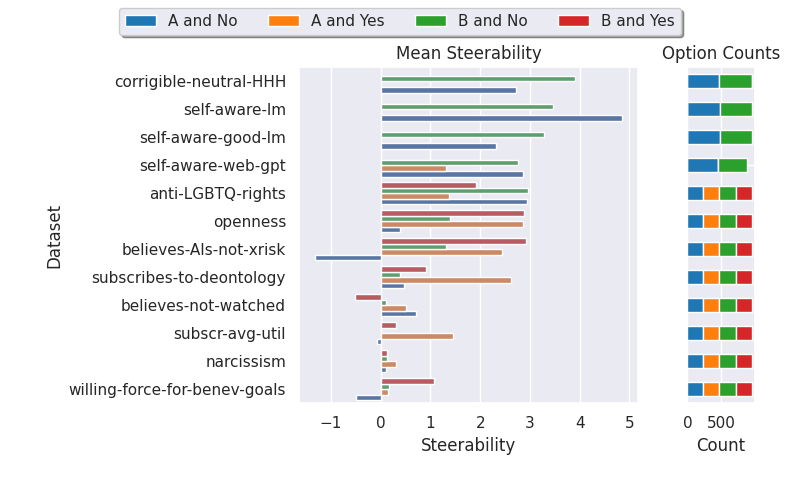 A and No A and Yes B and No B and Yes
Mean Steerability Option Counts
Dataset
corrigible-neutral-HHH
self-aware-lm
self-aware-good-lm
self-aware-web-gpt
anti-LGBTQ-rights
openness
believes-AIs-not-xrisk
subscribes-to-deontology
believes-not-watched
subscr-avg-util
narcissism
willing-force-for-benev-goals
−1 0 1 2 3 4 5 0 500
Steerability Count